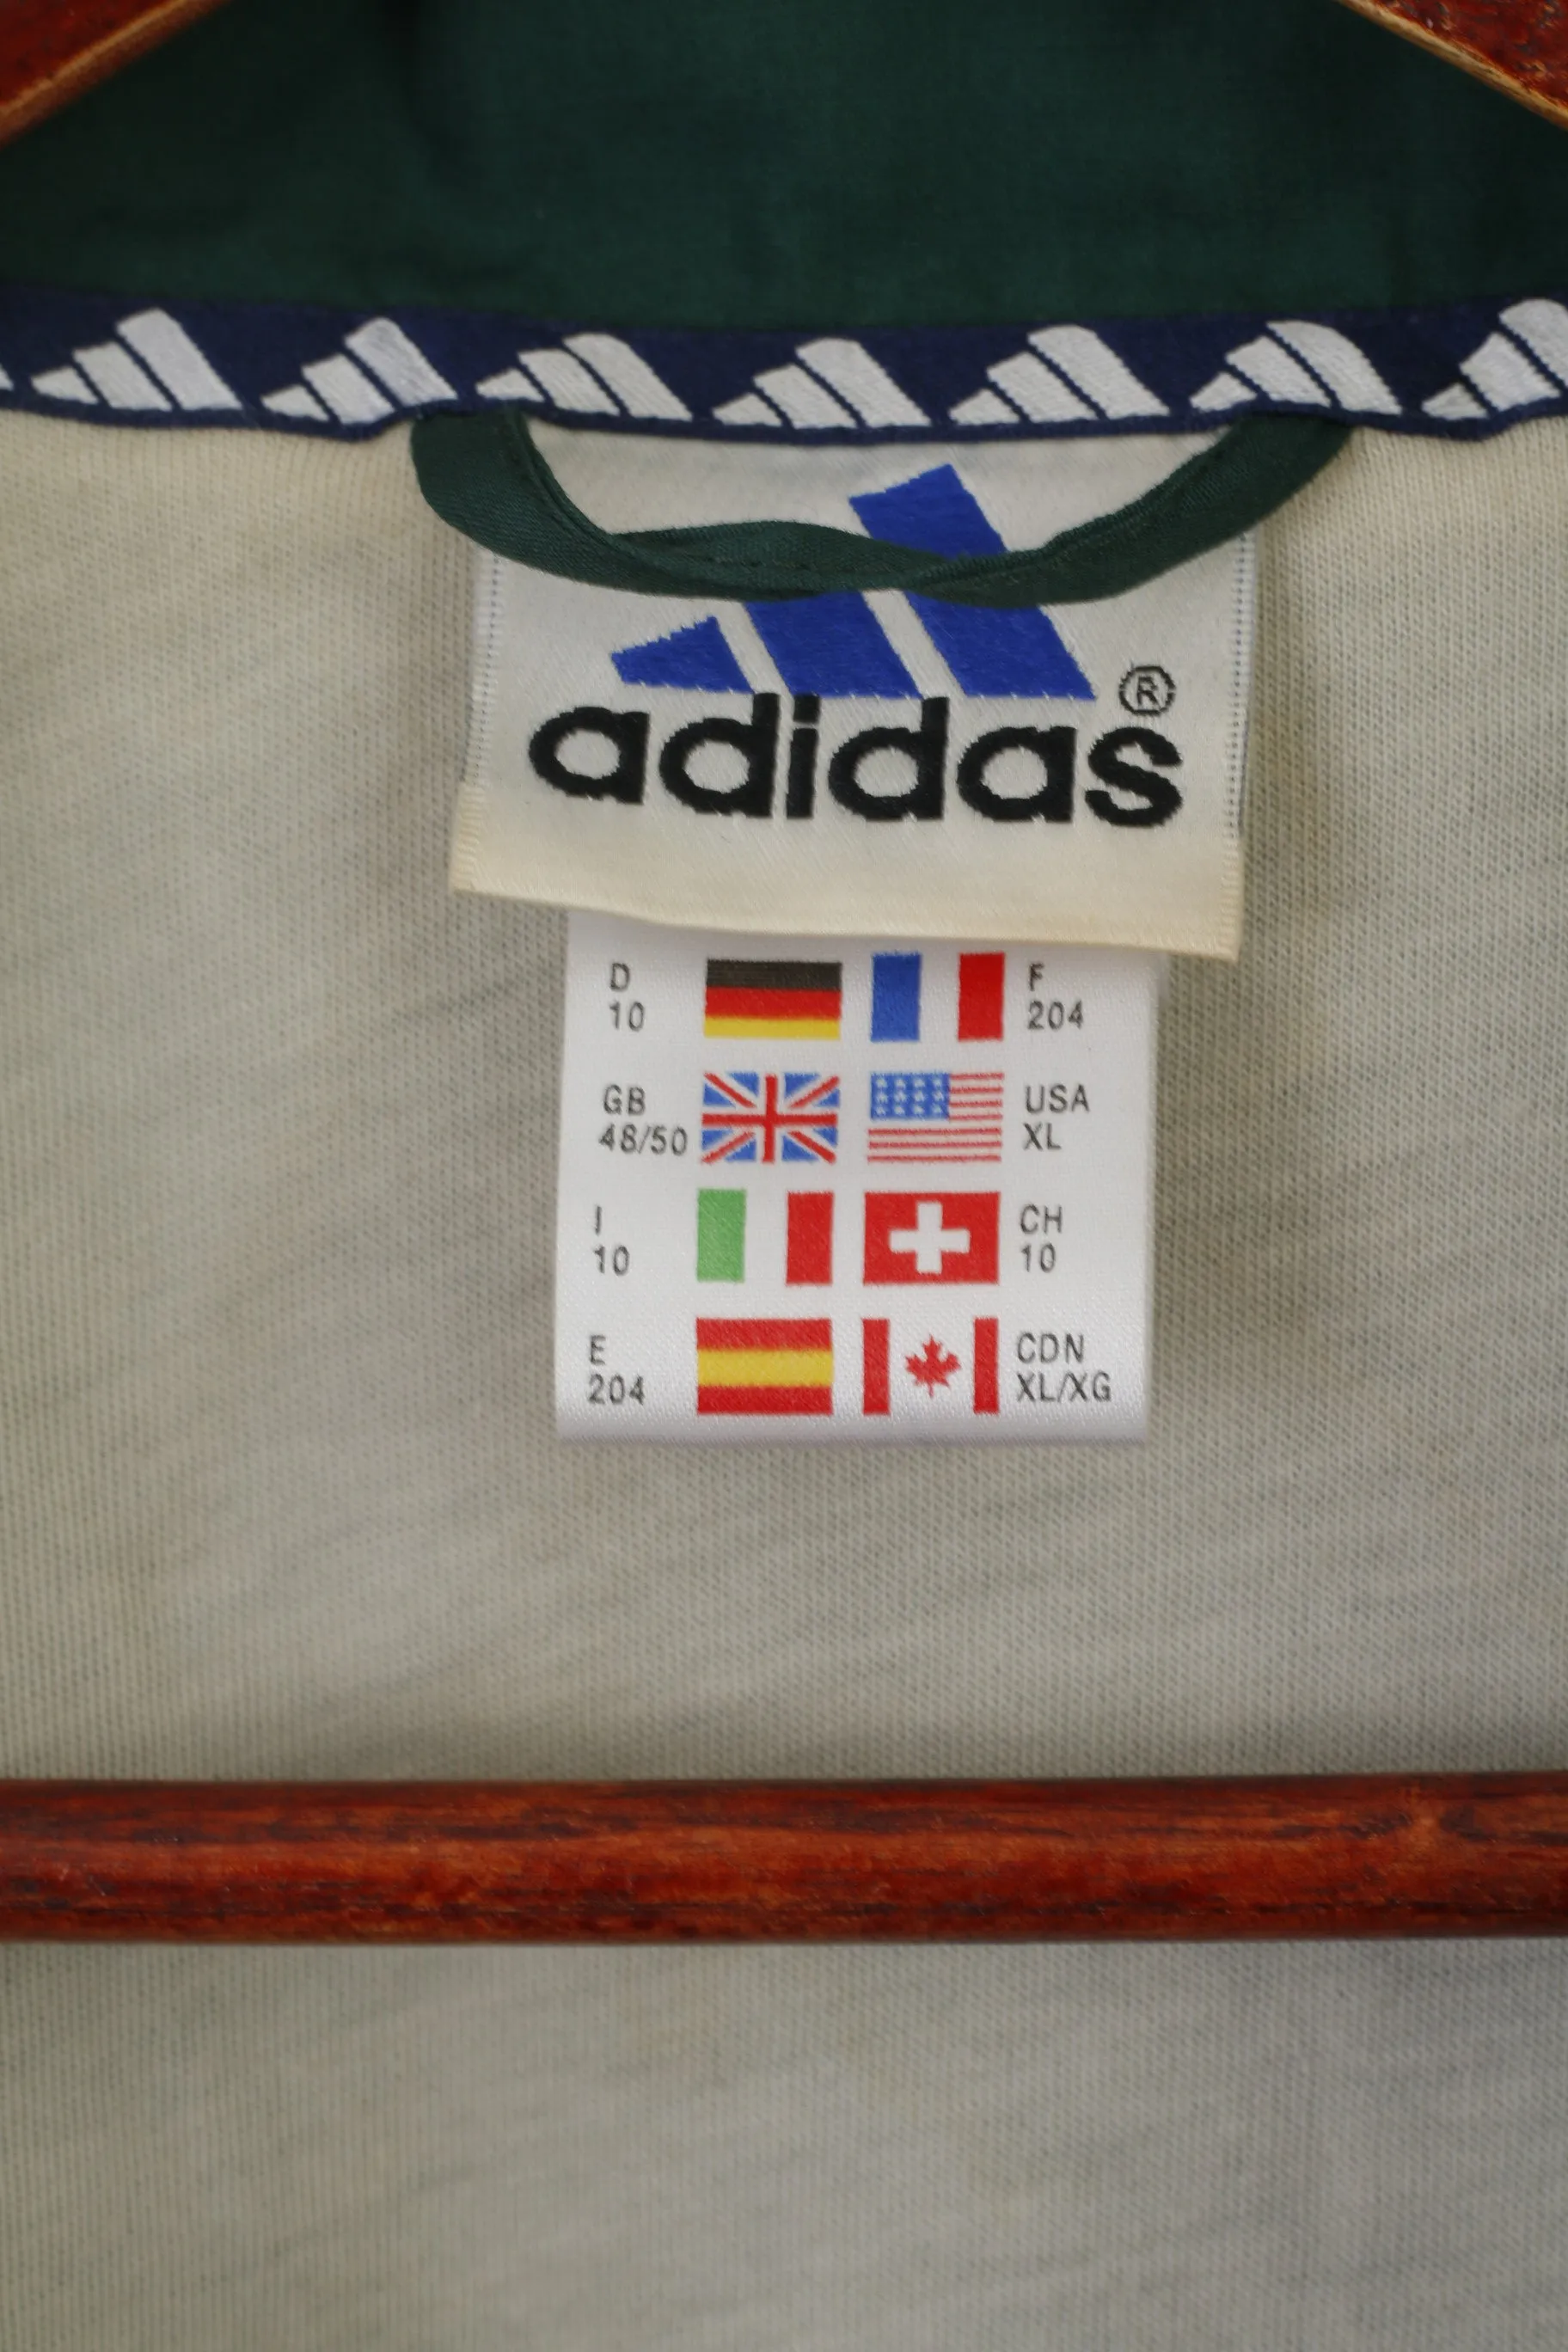 adidas®
D
10
F
204
GB
48/50
USA
XL
I
10
CH
10
E
204
CDN
XL/XG